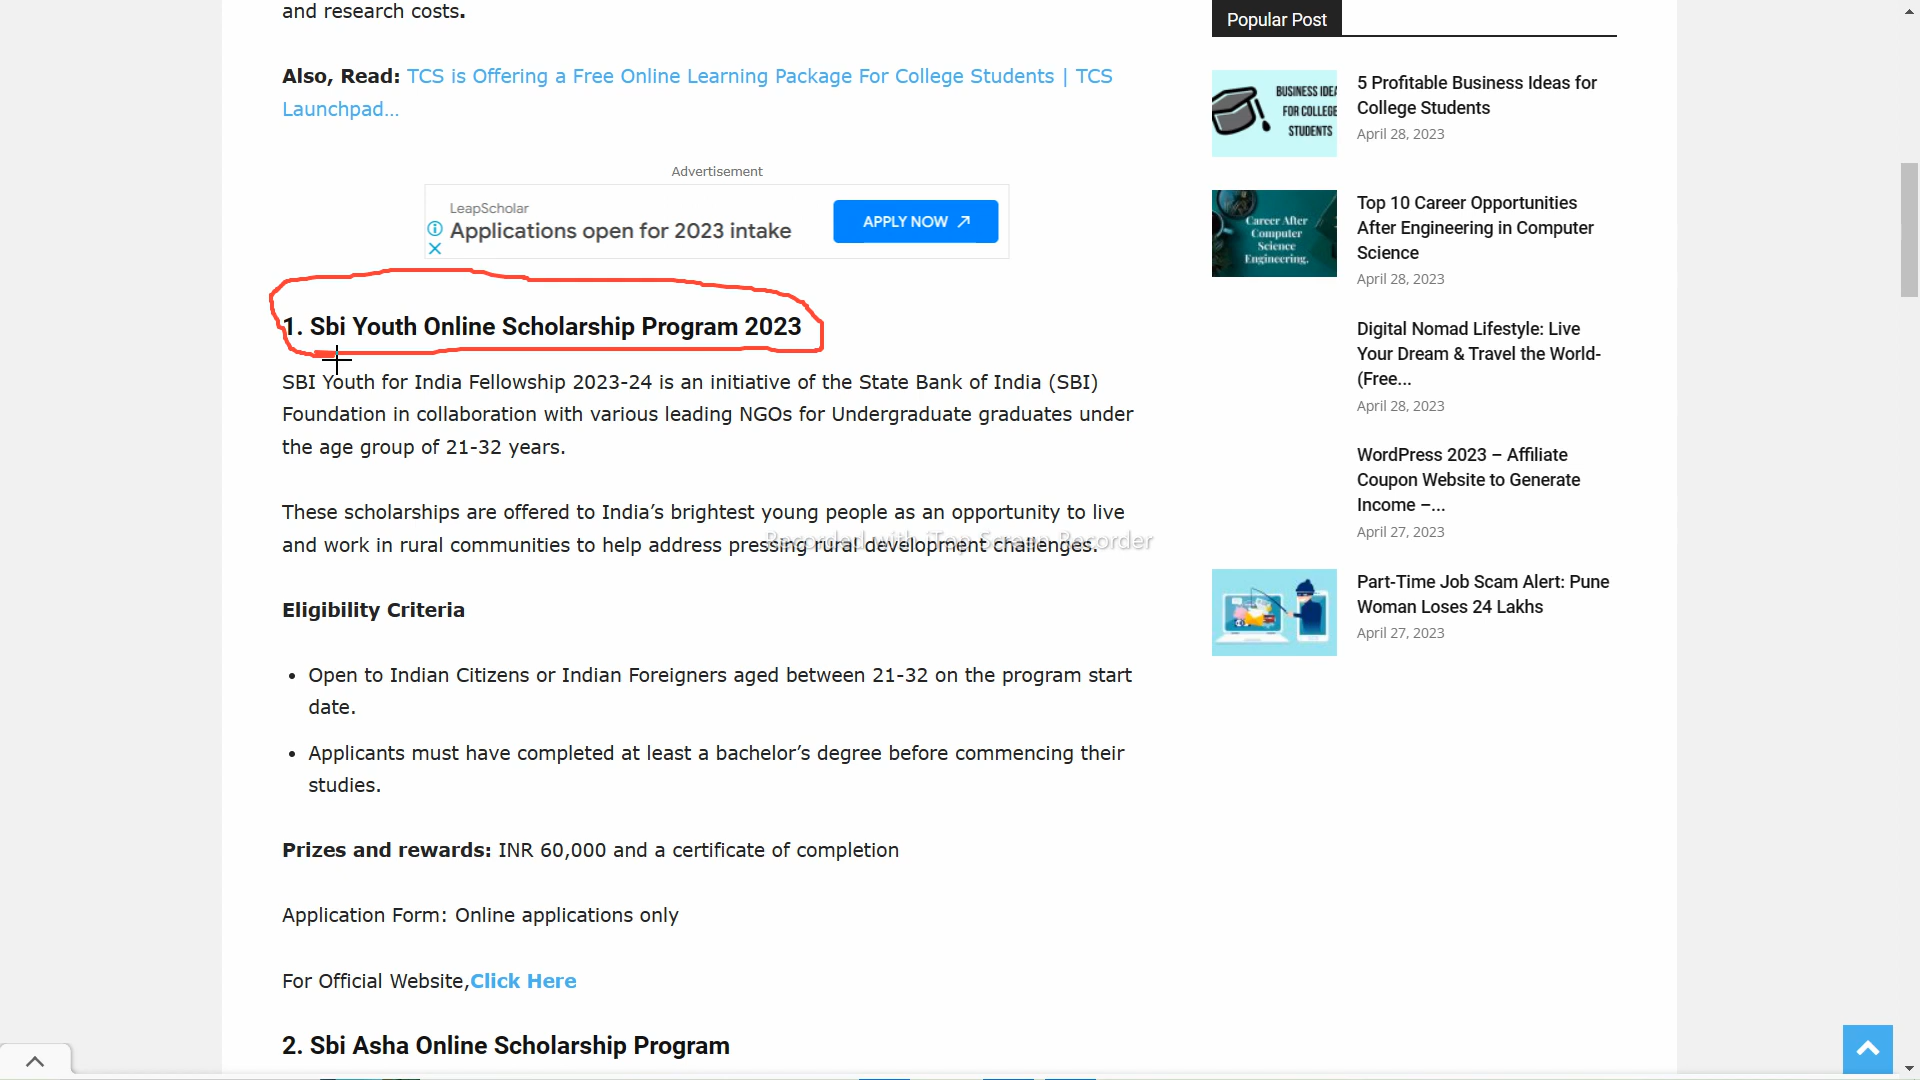 and research costs.
Also, Read: TCS is Offering a Free Online Learning Package For College Students | TCS
Launchpad...
Advertisement
LeapScholar
Applications open for 2023 intake
APPLY NOW
1. Sbi Youth Online Scholarship Program 2023
SBI Youth for India Fellowship 2023-24 is an initiative of the State Bank of India (SBI)
Foundation in collaboration with various leading NGOs for Undergraduate graduates under
the age group of 21-32 years.
These scholarships are offered to India’s brightest young people as an opportunity to live
and work in rural communities to help address pressing rural development challenges.
Recorded with iTop Screen Recorder
Eligibility Criteria
• Open to Indian Citizens or Indian Foreigners aged between 21-32 on the program start
date.
• Applicants must have completed at least a bachelor’s degree before commencing their
studies.
Prizes and rewards: INR 60,000 and a certificate of completion
Application Form: Online applications only
For Official Website,Click Here
2. Sbi Asha Online Scholarship Program
Popular Post
BUSINESS IDEA
FOR COLLEGE
STUDENTS
5 Profitable Business Ideas for
College Students
April 28, 2023
Career After
Computer
Science
Engineering.
Top 10 Career Opportunities
After Engineering in Computer
Science
April 28, 2023
Digital Nomad Lifestyle: Live
Your Dream & Travel the World-
(Free...
April 28, 2023
WordPress 2023 – Affiliate
Coupon Website to Generate
Income –...
April 27, 2023
Part-Time Job Scam Alert: Pune
Woman Loses 24 Lakhs
April 27, 2023